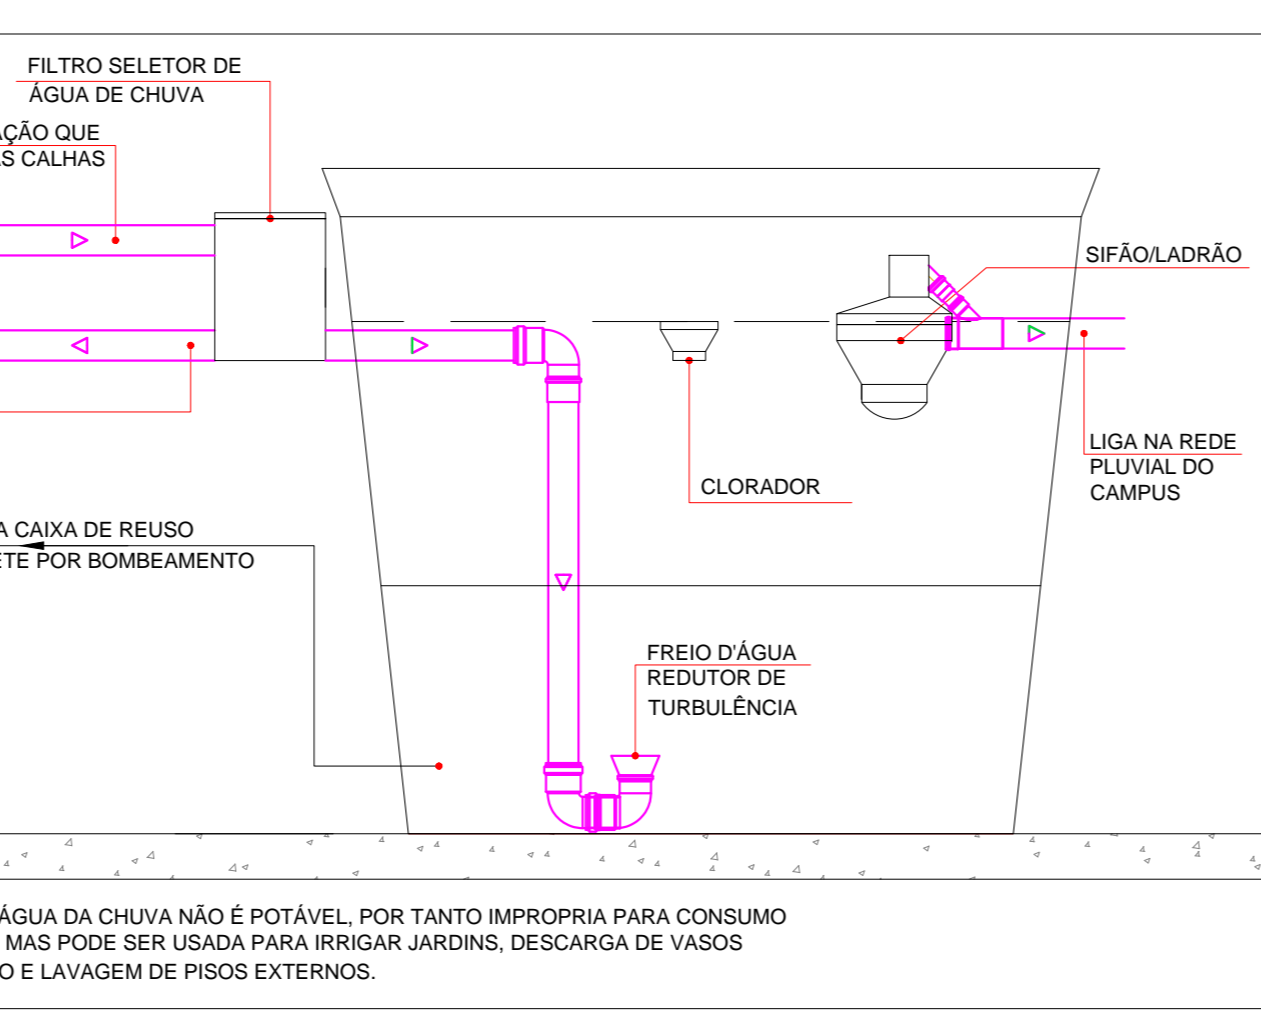 FILTRO SELETOR DE
ÁGUA DE CHUVA
AÇÃO QUE
AS CALHAS
SIFÃO/LADRÃO
LIGA NA REDE
PLUVIAL DO
CAMPUS
CLORADOR
A CAIXA DE REUSO
ETE POR BOMBEAMENTO
FREIO D'ÁGUA
REDUTOR DE
TURBULÊNCIA
ÁGUA DA CHUVA NÃO É POTÁVEL, POR TANTO IMPROPRIA PARA CONSUMO
MAS PODE SER USADA PARA IRRIGAR JARDINS, DESCARGA DE VASOS
O E LAVAGEM DE PISOS EXTERNOS.